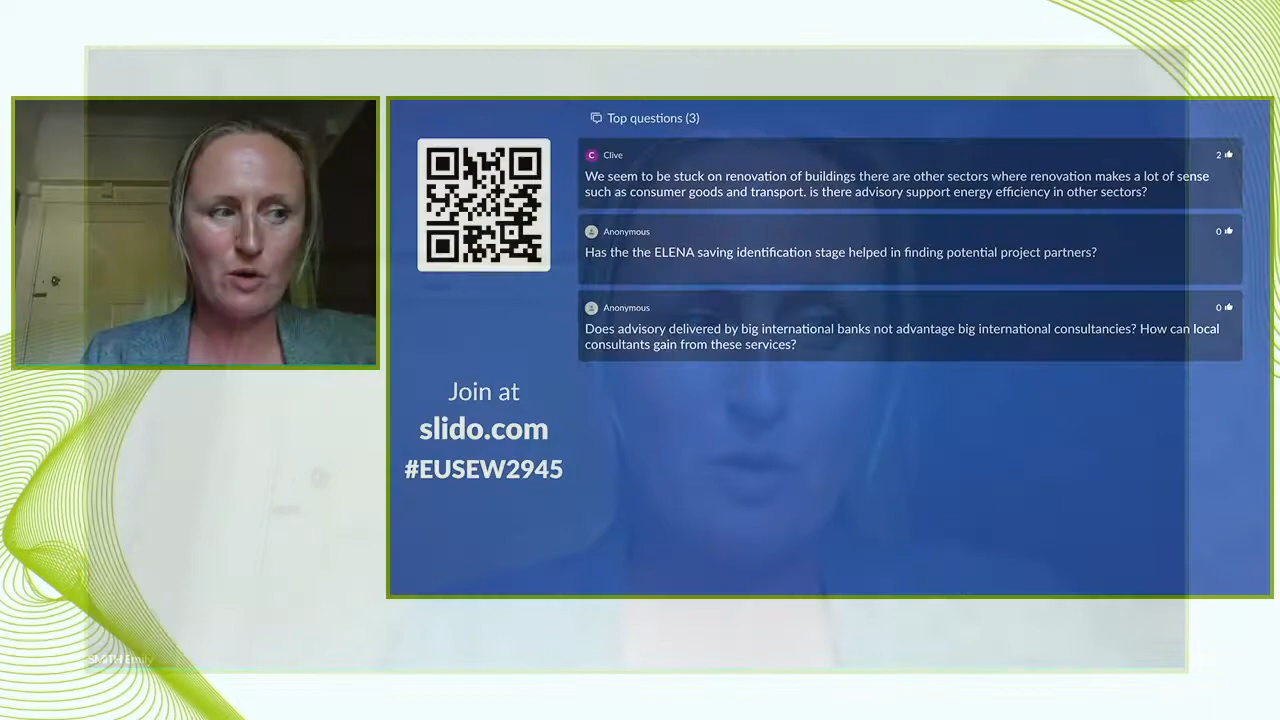 Top questions (3)
C Clive
2
We seem to be stuck on renovation of buildings there are other sectors where renovation makes a lot of sense
such as consumer goods and transport. is there advisory support energy efficiency in other sectors?
Anonymous
0
Has the the ELENA saving identification stage helped in finding potential project partners?
Anonymous
0
Does advisory delivered by big international banks not advantage big international consultancies? How can local
consultants gain from these services?
Join at
slido.com
#EUSEW2945
SMITH Emily